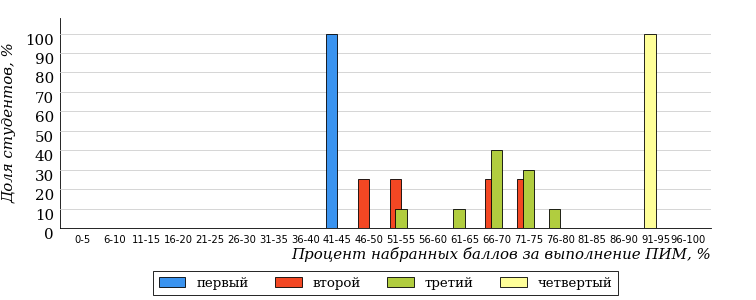 Доля студентов, %
100
90
80
70
60
50
40
30
20
10
0
0-5 6-10 11-15 16-20 21-25 26-30 31-35 36-40 41-45 46-50 51-55 56-60 61-65 66-70 71-75 76-80 81-85 86-90 91-95 96-100
Процент набранных баллов за выполнение ПИМ, %
первый второй третий четвертый